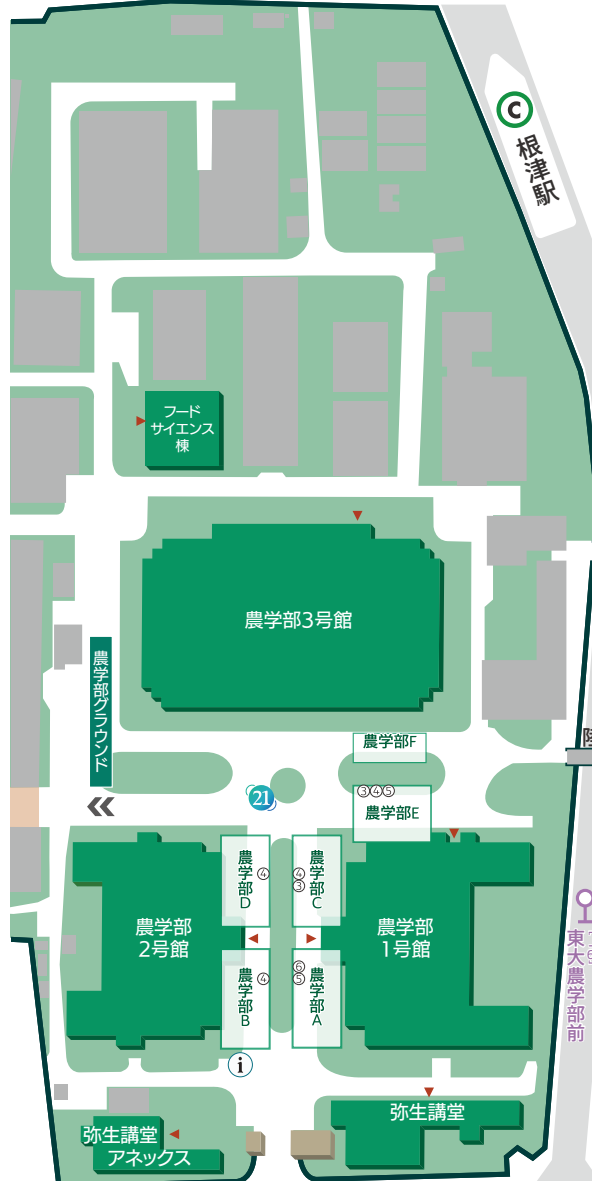 C
根津駅
フード
サイエンス
棟
農学部3号館
農学部グラウンド
農学部F
③④⑤
農学部E
21
農学部D
④
農学部C
④
③
農学部
2号館
農学部
1号館
農学部B
④
農学部A
⑥
⑤
東大農学部前
i
弥生講堂
弥生講堂
アネックス